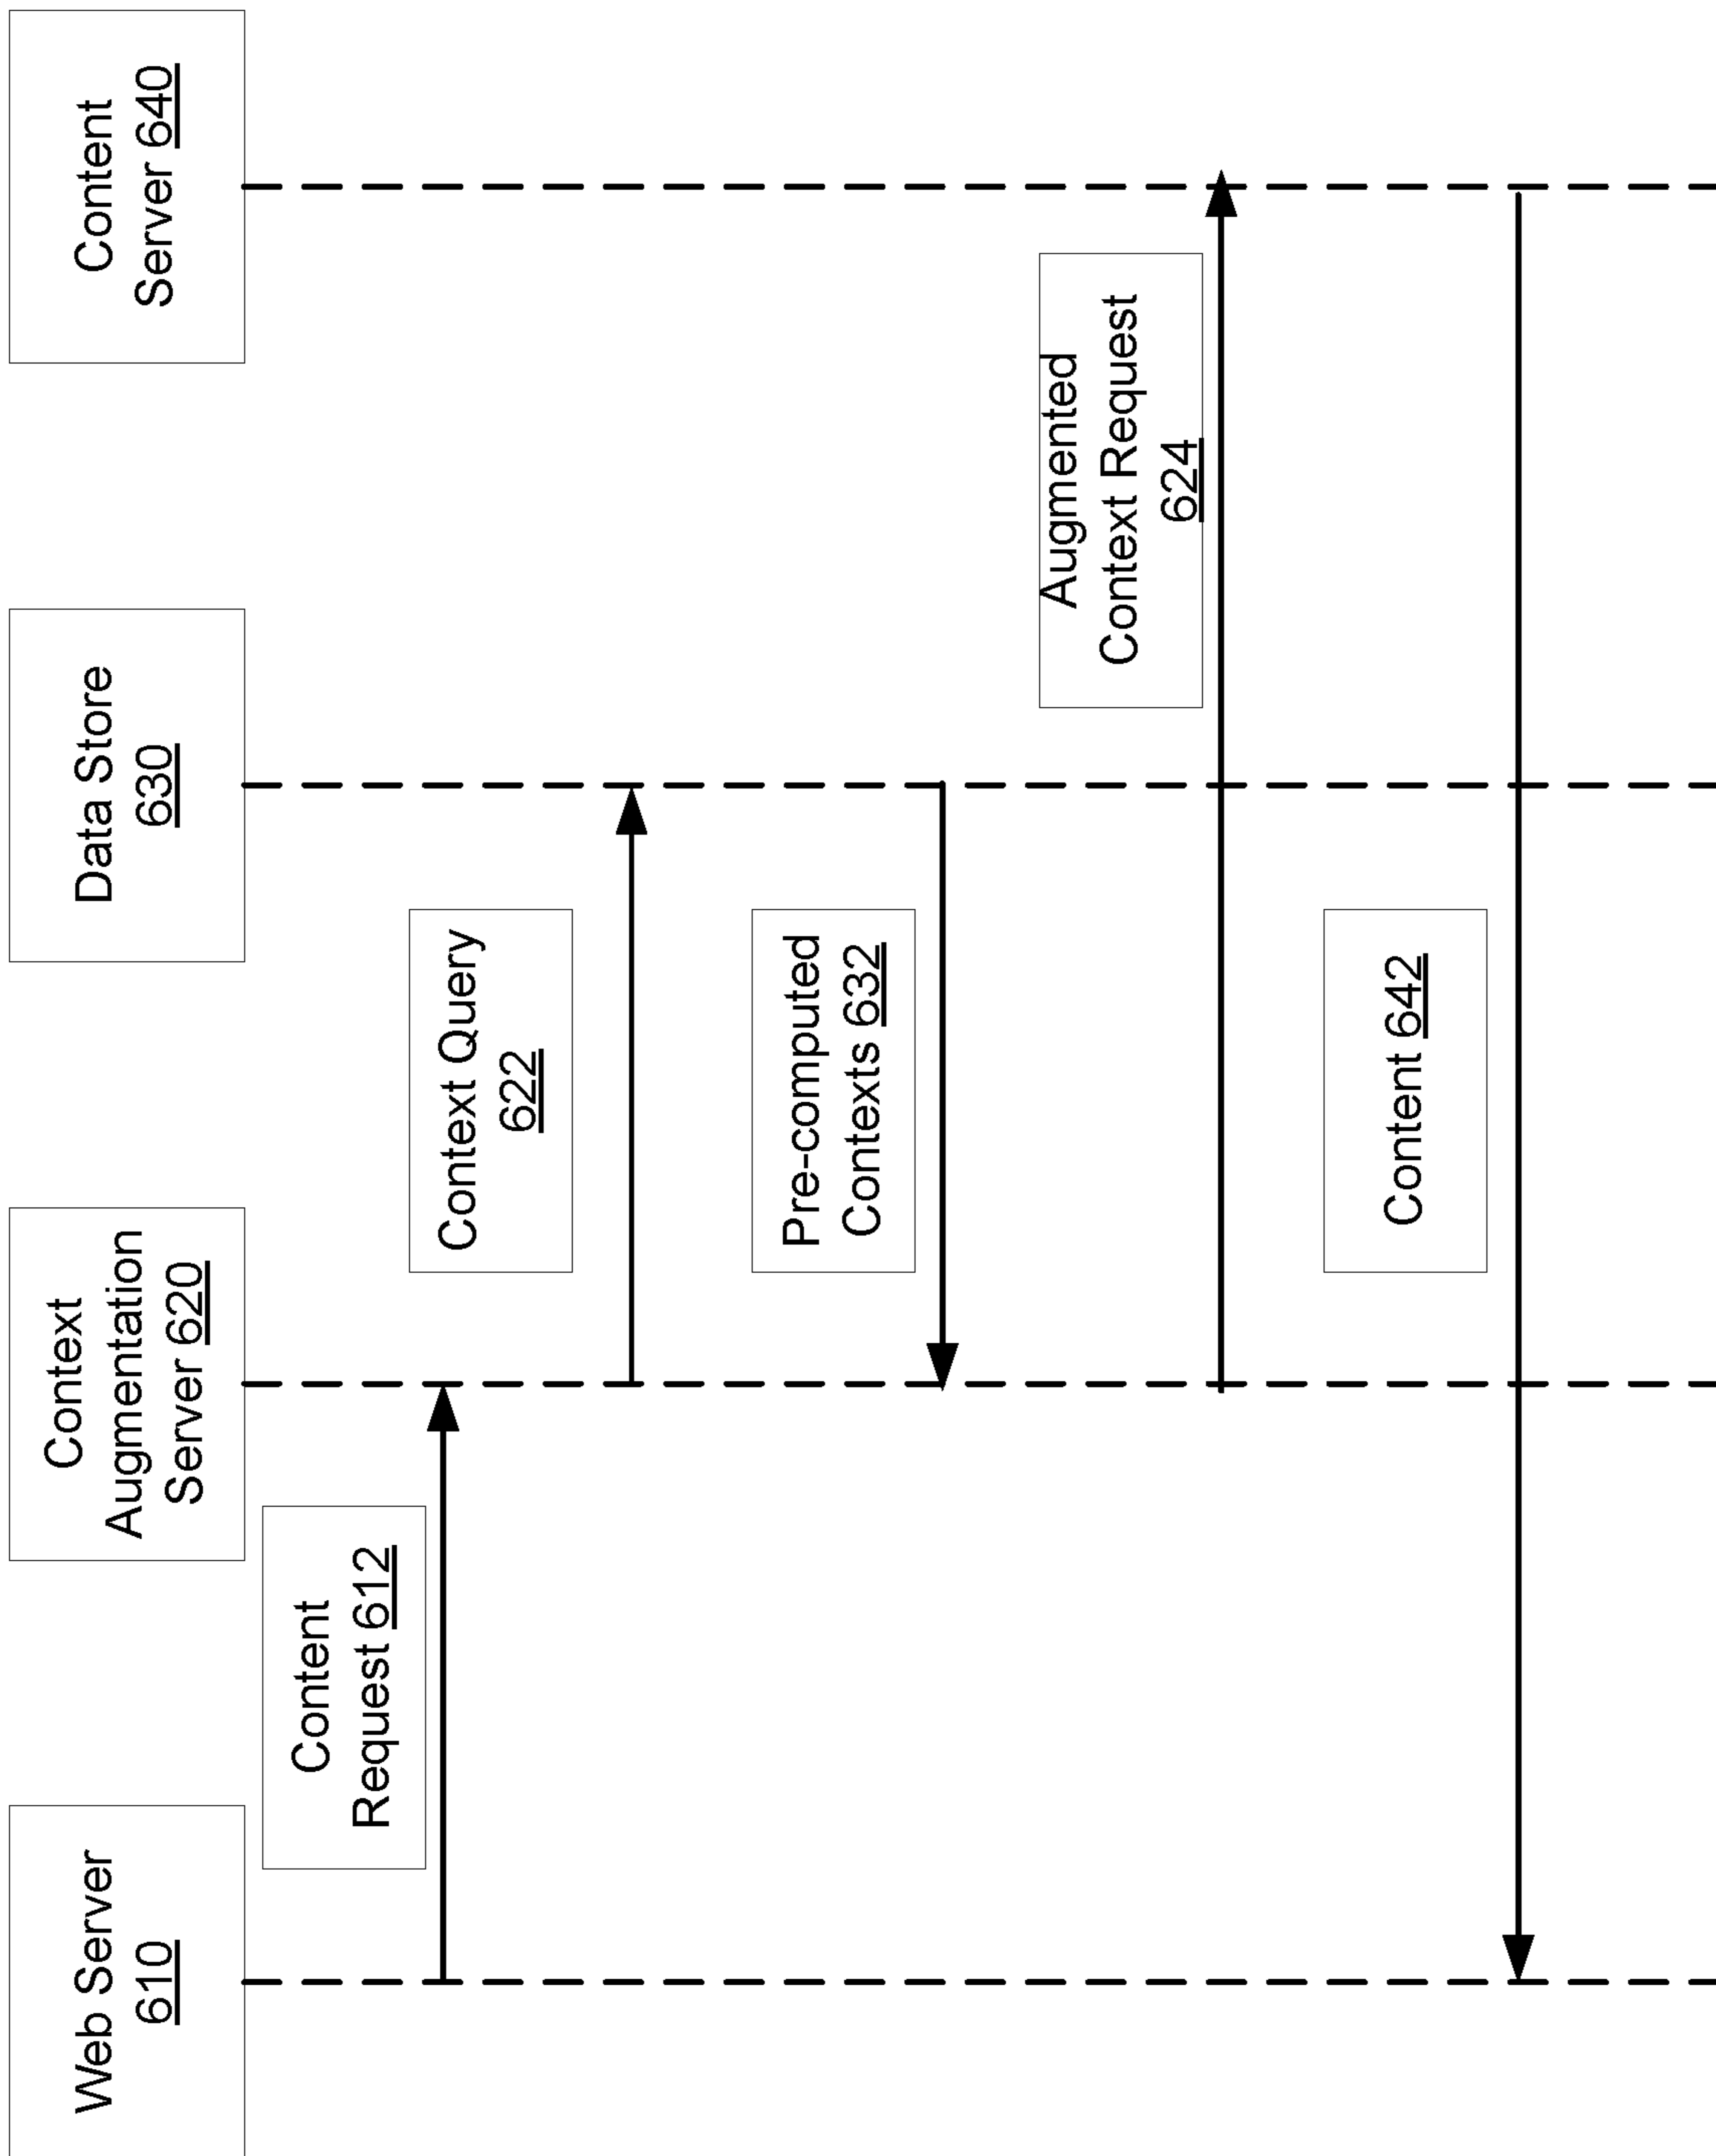 Web Server
610
Context
Augmentation
Server 620
Data Store
630
Content
Server 640
Content
Request 612
Context Query
622
Pre-computed
Contexts 632
Augmented
Context Request
624
Content 642